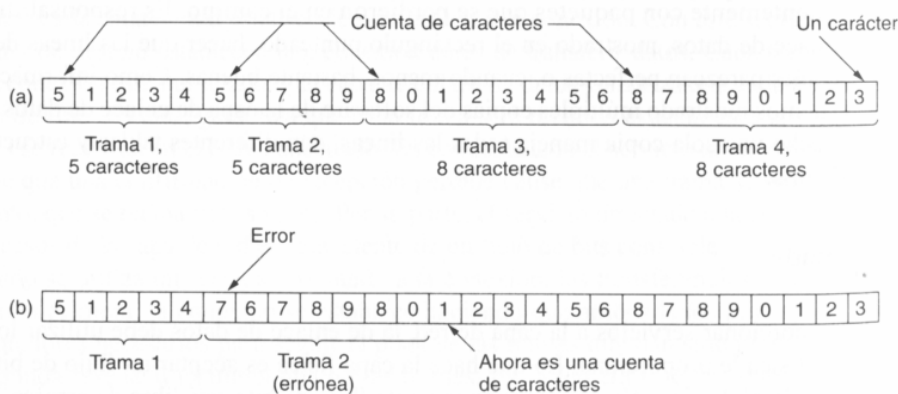 Cuenta de caracteres
Un carácter
(a) 5 1 2 3 4 5 6 7 8 9 8 0 1 2 3 4 5 6 8 7 8 9 0 1 2 3
Trama 1, Trama 2, Trama 3, Trama 4,
5 caracteres 5 caracteres 8 caracteres 8 caracteres
Error
(b) 5 1 2 3 4 7 6 7 8 9 8 0 1 2 3 4 5 6 8 7 8 9 0 1 2 3
Trama 1 Trama 2 Ahora es una cuenta
(errónea) de caracteres